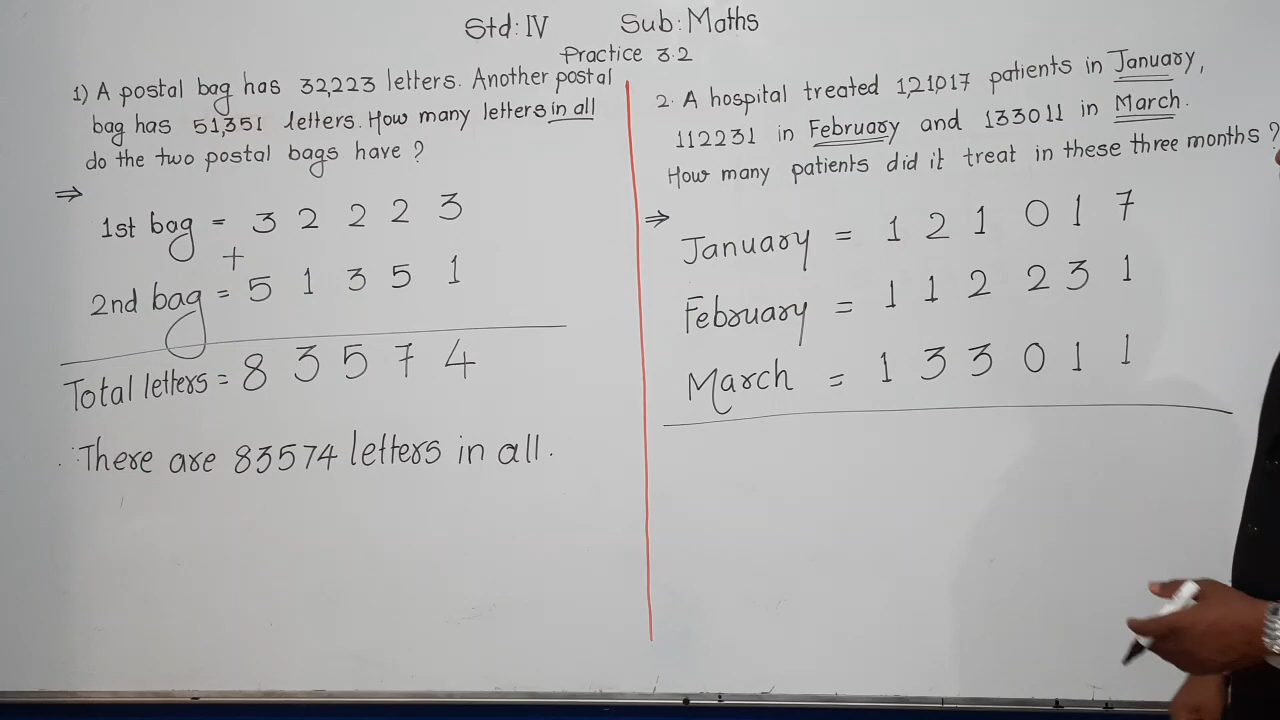 Std: IV Sub: Maths
Practice 3.2
1) A postal bag has 32,223 letters. Another postal
bag has 51,351 letters. How many letters in all
do the two postal bags have ?
⇒
1st bag = 3 2 2 2 3
+
2nd bag = 5 1 3 5 1
Total letters = 8 3 5 7 4
∴ There are 83574 letters in all.
2. A hospital treated 1,21017 patients in January,
112231 in February and 133011 in March.
How many patients did it treat in these three months ?
⇒
January = 1 2 1 0 1 7
February = 1 1 2 2 3 1
March = 1 3 3 0 1 1